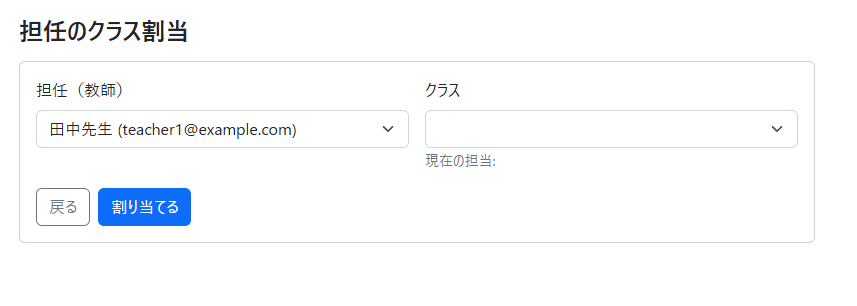 担任のクラス割当
担任（教師）
クラス
田中先生 (teacher1@example.com)
現在の担当:
戻る
割り当てる